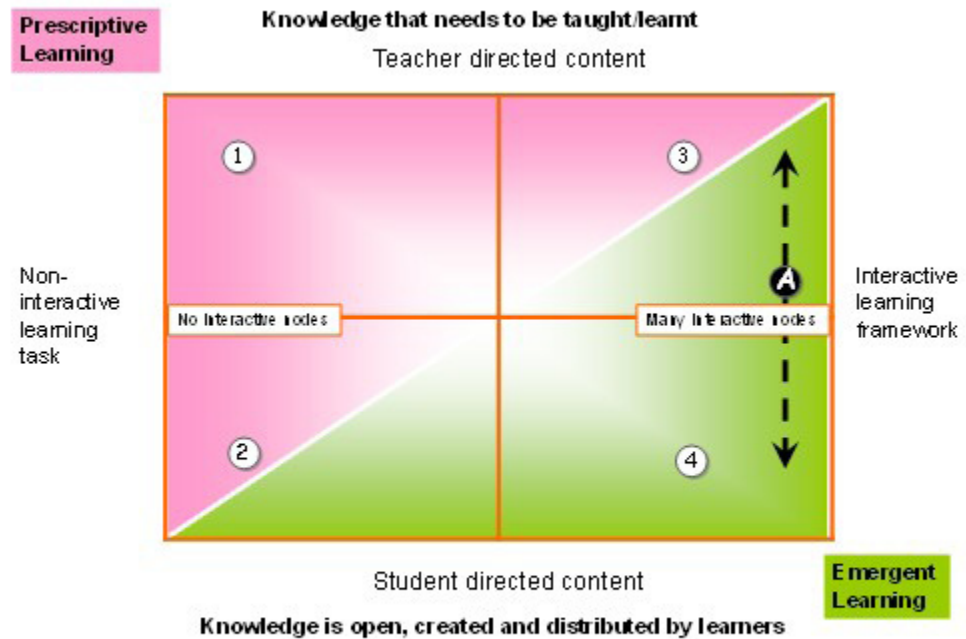 Prescriptive
Learning
Knowledge that needs to be taught/learnt
Teacher directed content
1
3
A
Non-
interactive
learning
task
No Interactive nodes
Many Interactive nodes
Interactive
learning
framework
2
4
Student directed content
Knowledge is open, created and distributed by learners
Emergent
Learning